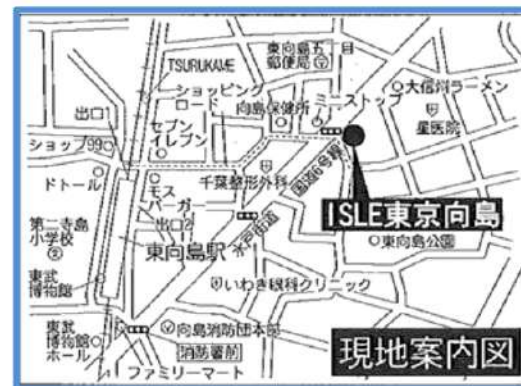 東向島五
郵便局
TSURUKAME
ショッピング
ロード
向島保健所
ミニストップ
大信州ラーメン
星医院
出口1
セブン
イレブン
ショップ99
千葉整形外科
国道6号線
ドトール
モス
バーガー
ISLE東京向島
出口2
水戸街道
第二寺島
小学校
東向島駅
東向島公園
東武
博物館
いわき眼科クリニック
東武
博物館
ホール
向島消防団本部
消防署前
ファミリーマート
現地案内図